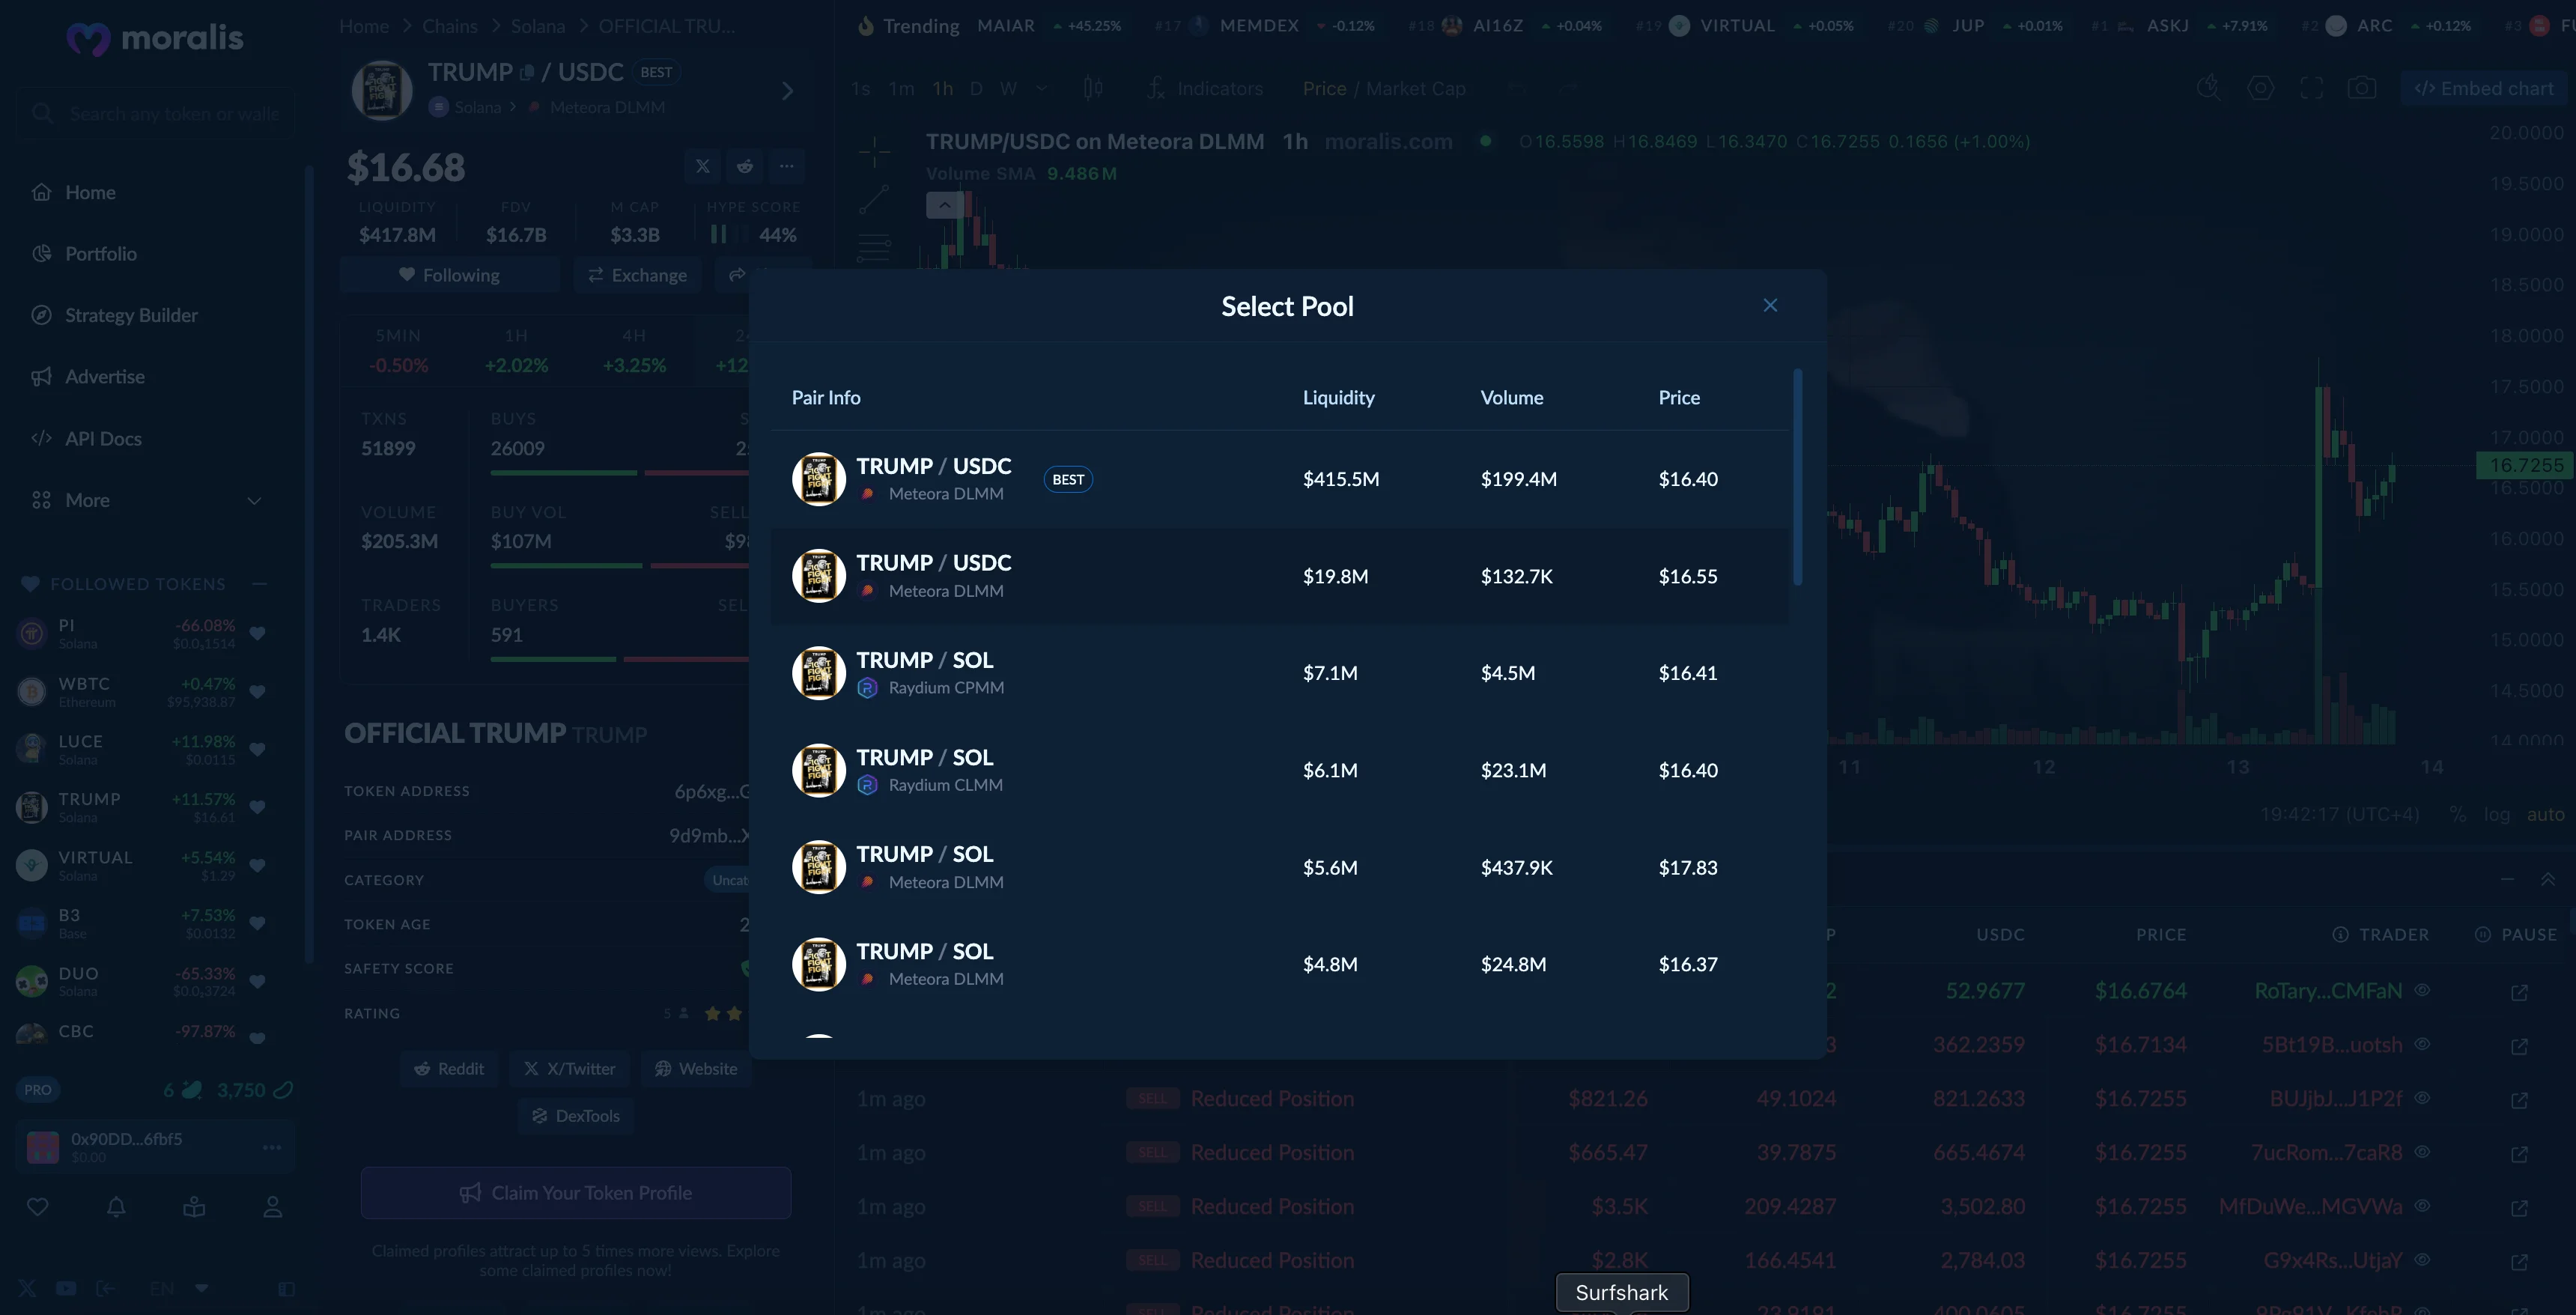 moralis
Search any token or walle
Home
Portfolio
Strategy Builder
Advertise
API Docs
More
FOLLOWED TOKENS
PI -66.08%
Solana $0.0₅1514
WBTC +0.47%
Ethereum $95,938.87
LUCE +11.98%
Solana $0.0115
TRUMP +11.57%
Solana $16.61
VIRTUAL +5.54%
Solana $1.29
B3 +7.53%
Base $0.0132
DUO -65.33%
Solana
CBC -97.87%
PRO 6 3,750
0x90DD...6fbf5
$0.00
EN
Home > Chains > Solana > OFFICIAL TRU...
TRUMP / USDC BEST
Solana > Meteora DLMM
$16.68
LIQUIDITY FDV M CAP HYPE SCORE
$417.8M $16.7B $3.3B 44%
Following Exchange
5MIN 1H 4H 2
-0.50% +2.02% +3.25% +12
TXNS BUYS S
51899 26009 2
VOLUME BUY VOL SELL
$205.3M $107M $9
TRADERS BUYERS SEL
1.4K 591
OFFICIAL TRUMP TRUMP
TOKEN ADDRESS 6p6xg...
PAIR ADDRESS 9d9mb...
CATEGORY Uncat
TOKEN AGE 2
SAFETY SCORE
RATING 5
Reddit X/Twitter Website
DexTools
Claim Your Token Profile
Claimed profiles attract up to 5 times more views. Explore
some claimed profiles now!
Trending MAIAR +45.25% #17 MEMDEX -0.12% #18 AI16Z +0.04% #19 VIRTUAL +0.05% #20 JUP +0.01% #1 ASKJ +7.91% #2 ARC +0.12% #3 FU
1s 1m 1h D W Indicators Price / Market Cap </> Embed chart
TRUMP/USDC on Meteora DLMM 1h moralis.com O16.5598 H16.8469 L16.3470 C16.7255 0.1656 (+1.00%)
Volume SMA 9.486M
20.0000
19.5000
19.0000
18.5000
18.0000
17.5000
17.0000
16.7255
16.5000
16.0000
15.5000
15.0000
14.5000
14.0000
11 12 13 14
19:42:17 (UTC+4) % log auto
Select Pool
Pair Info Liquidity Volume Price
TRUMP / USDC BEST $415.5M $199.4M $16.40
Meteora DLMM
TRUMP / USDC $19.8M $132.7K $16.55
Meteora DLMM
TRUMP / SOL $7.1M $4.5M $16.41
Raydium CPMM
TRUMP / SOL $6.1M $23.1M $16.40
Raydium CLMM
TRUMP / SOL $5.6M $437.9K $17.83
Meteora DLMM
TRUMP / SOL $4.8M $24.8M $16.37
Meteora DLMM
P USDC PRICE TRADER PAUSE
2 52.9677 $16.6764 RoTary...CMFaN
3 362.2359 $16.7134 5Bt19B...uotsh
1m ago SELL Reduced Position $821.26 49.1024 821.2633 $16.7255 BUJjbJ...J1P2f
1m ago SELL Reduced Position $665.47 39.7875 665.4674 $16.7255 7ucRom...7caR8
1m ago SELL Reduced Position $3.5K 209.4287 3,502.80 $16.7255 MfDuWe...MGVWa
1m ago SELL Reduced Position $2.8K 166.4541 2,784.03 $16.7255 G9x4Rs...UtjaY
Surfshark